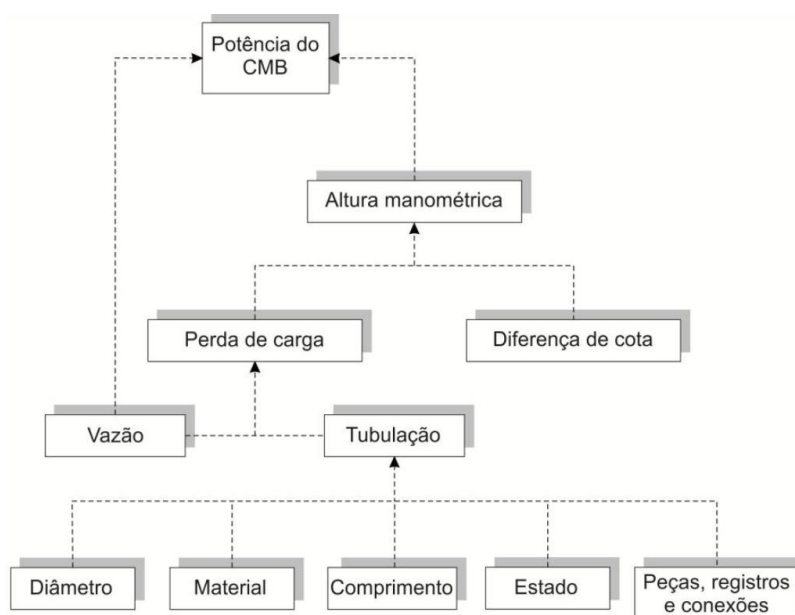 Potência do
CMB
Altura manométrica
Perda de carga
Diferença de cota
Vazão
Tubulação
Diâmetro
Material
Comprimento
Estado
Peças, registros
e conexões